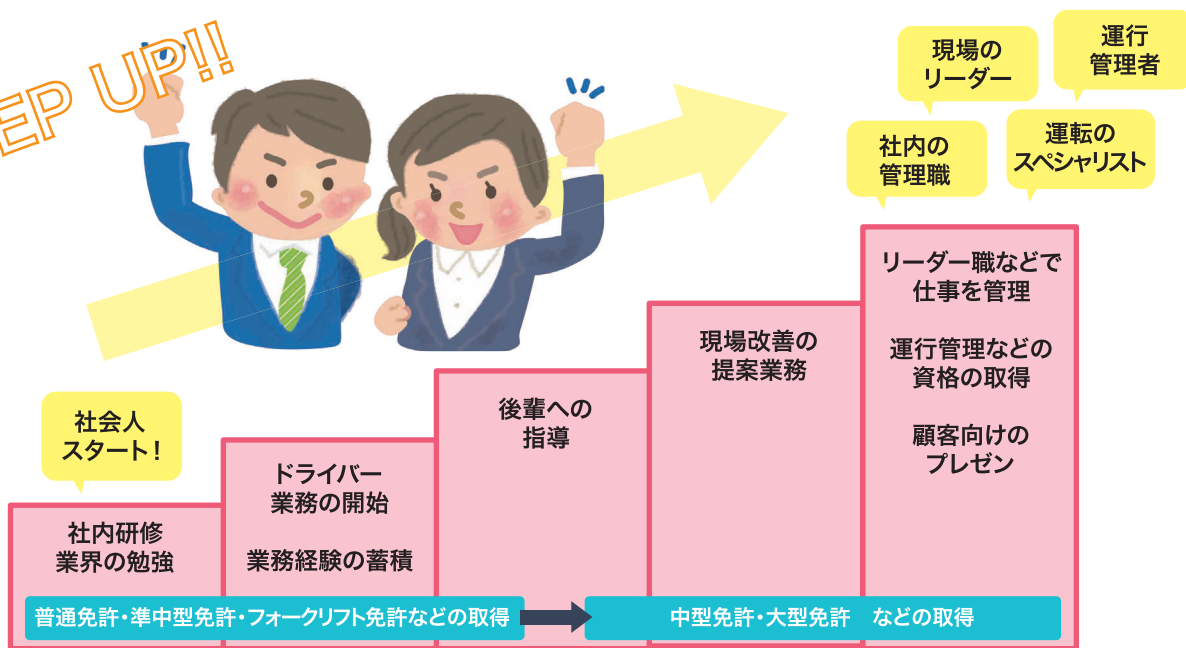 EP UP!!
現場の
リーダー
運行
管理者
社内の
管理職
運転の
スペシャリスト
社会人
スタート！
社内研修
業界の勉強
ドライバー
業務の開始
業務経験の蓄積
後輩への
指導
現場改善の
提案業務
リーダー職などで
仕事を管理
運行管理などの
資格の取得
顧客向けの
プレゼン
普通免許・準中型免許・フォークリフト免許などの取得
中型免許・大型免許　などの取得